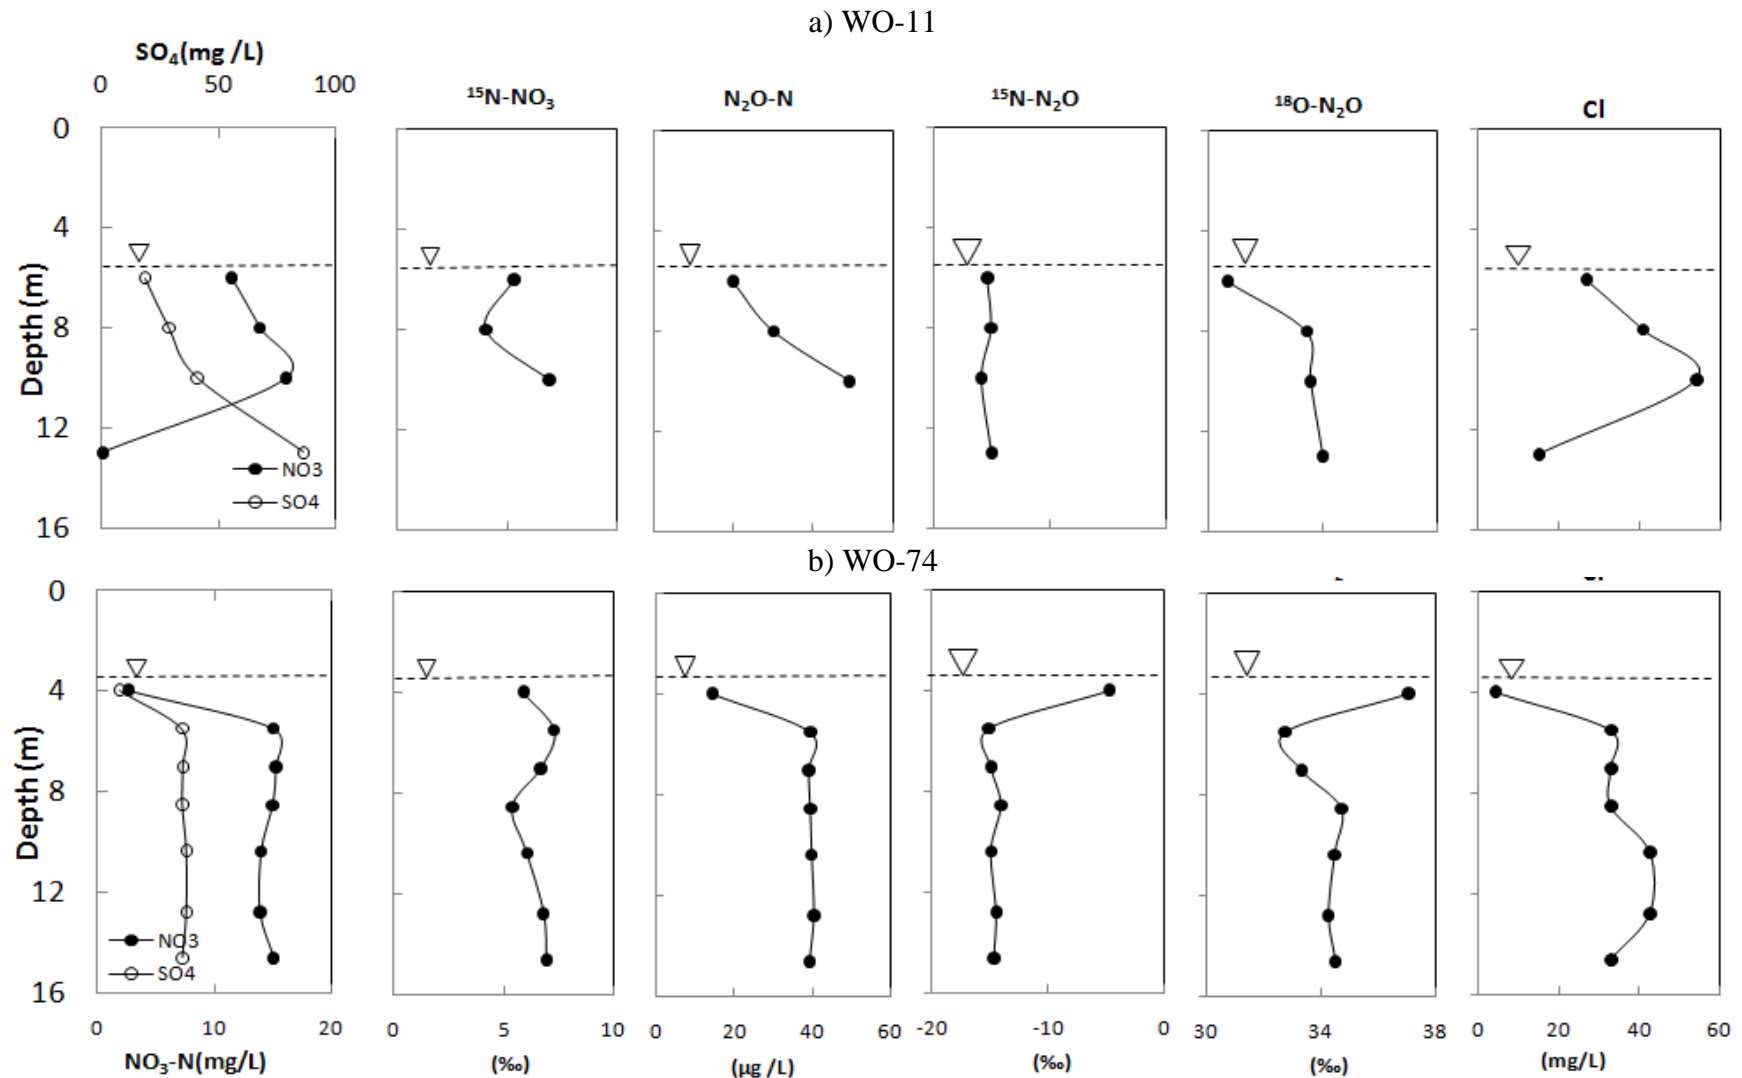 a) WO-11
SO₄(mg /L)
0 50 100
¹⁵N-NO₃
N₂O-N
¹⁵N-N₂O
¹⁸O-N₂O
Cl
0
4
8
12
16
Depth (m)
NO3
SO4
b) WO-74
0
4
8
12
16
Depth (m)
NO3
SO4
0 10 20
0 5 10
0 20 40 60
-20 -10 0
30 34 38
0 20 40 60
NO₃-N(mg/L)
(‰)
(µg /L)
(‰)
(‰)
(mg/L)